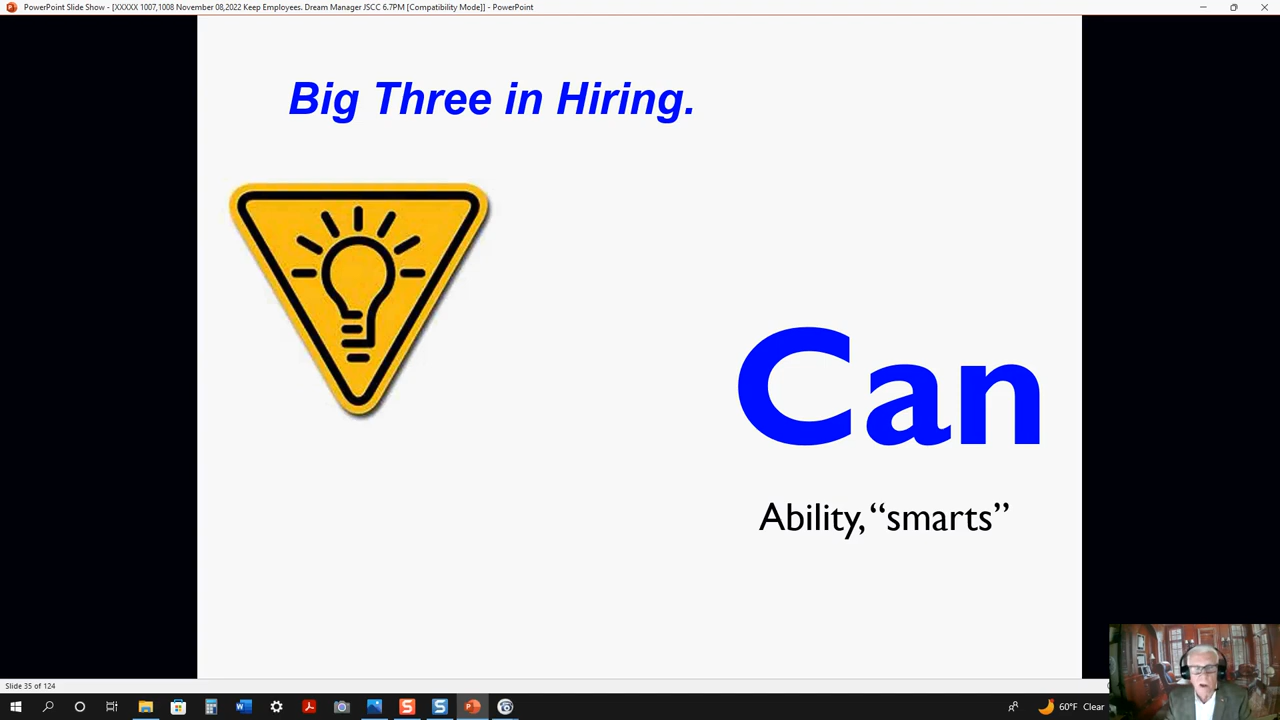 PowerPoint Slide Show - [XXXXX 1007,1008 November 08,2022 Keep Employees. Dream Manager JSCC 6.7PM [Compatibility Mode]] - PowerPoint
Big Three in Hiring.
Can
Ability, “smarts”
Slide 35 of 124
60°F Clear